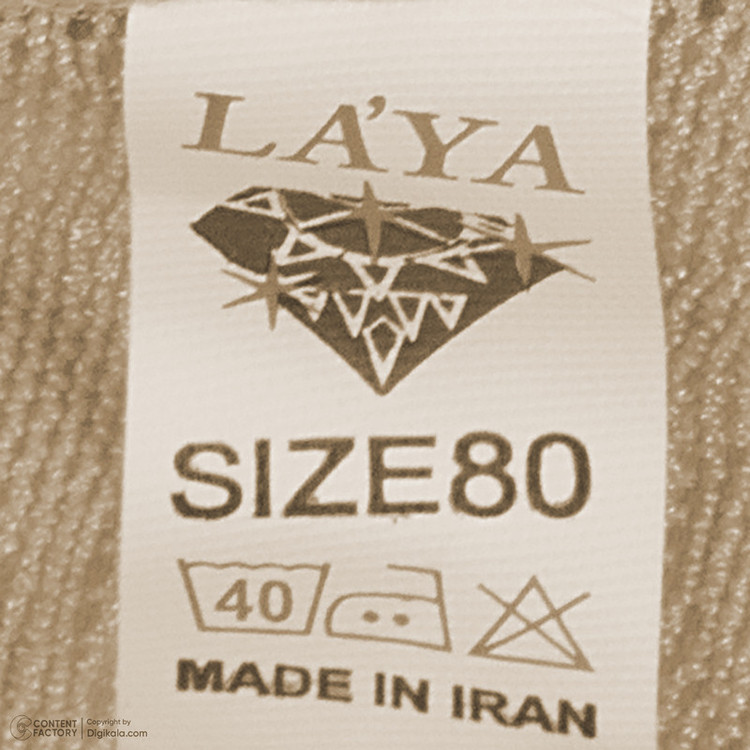 LA'YA
SIZE80
40
MADE IN IRAN
CONTENT
FACTORY
Copyright by
Digikala.com